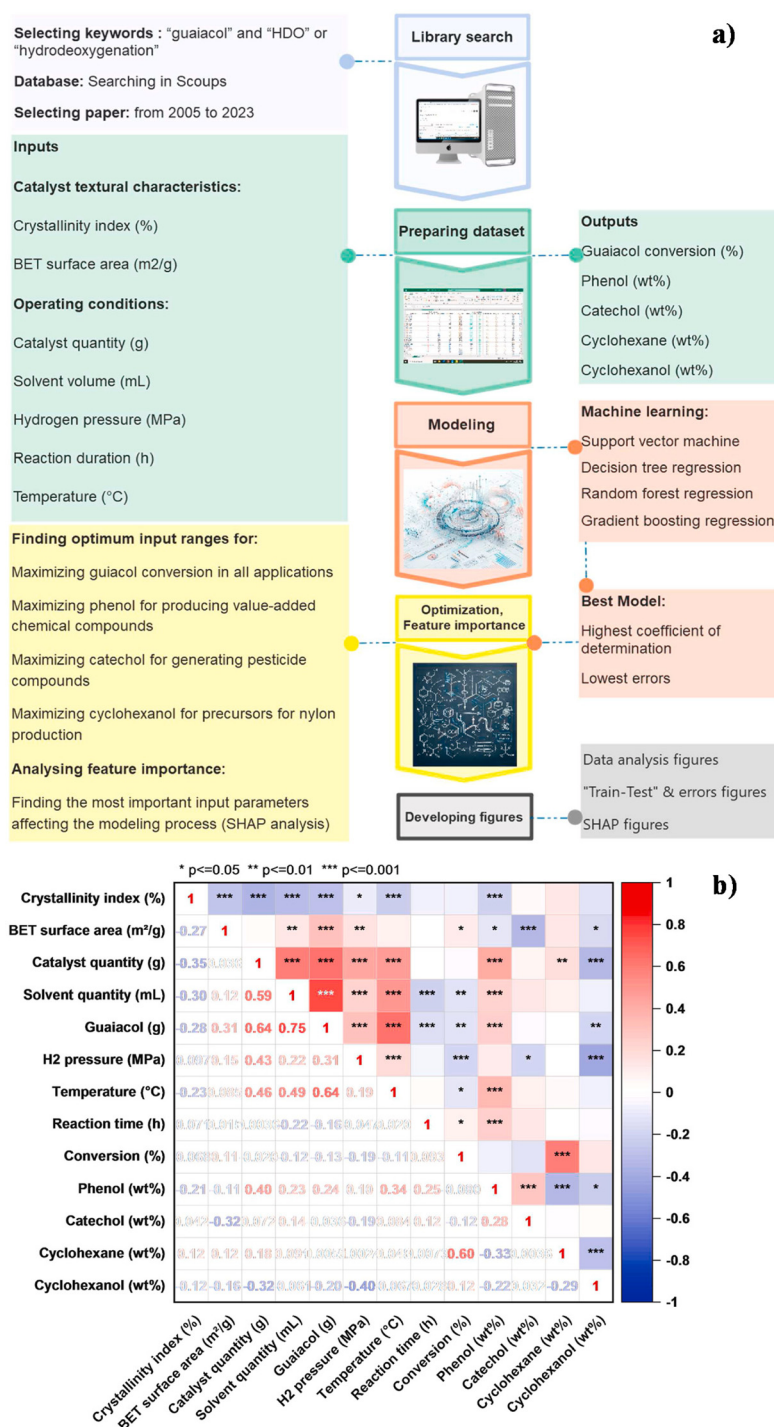 a)
Selecting keywords : “guaiacol” and “HDO” or
“hydrodeoxygenation”
Database: Searching in Scoups
Selecting paper: from 2005 to 2023
Library search
Inputs
Catalyst textural characteristics:
Crystallinity index (%)
BET surface area (m2/g)
Operating conditions:
Catalyst quantity (g)
Solvent volume (mL)
Hydrogen pressure (MPa)
Reaction duration (h)
Temperature (°C)
Preparing dataset
Outputs
Guaiacol conversion (%)
Phenol (wt%)
Catechol (wt%)
Cyclohexane (wt%)
Cyclohexanol (wt%)
Modeling
Machine learning:
Support vector machine
Decision tree regression
Random forest regression
Gradient boosting regression
Finding optimum input ranges for:
Maximizing guiacol conversion in all applications
Maximizing phenol for producing value-added
chemical compounds
Maximizing catechol for generating pesticide
compounds
Maximizing cyclohexanol for precursors for nylon
production
Analysing feature importance:
Finding the most important input parameters
affecting the modeling process (SHAP analysis)
Optimization,
Feature importance
Best Model:
Highest coefficient of
determination
Lowest errors
Developing figures
Data analysis figures
"Train-Test" & errors figures
SHAP figures
* p<=0.05 ** p<=0.01 *** p<=0.001
b)
Crystallinity index (%) 1 *** *** *** *** * *** ***
BET surface area (m²/g) -0.27 1 ** *** ** * * *** *
Catalyst quantity (g) -0.35 1 *** *** *** *** *** ** ***
Solvent quantity (mL) -0.30 0.12 0.59 1 *** *** *** *** ** ***
Guaiacol (g) -0.28 0.31 0.64 0.75 1 *** *** *** ** *** **
H2 pressure (MPa) 0.15 0.43 0.22 0.31 1 *** *** * ***
Temperature (°C) -0.23 0.46 0.49 0.64 0.19 1 * ***
Reaction time (h) -0.22 -0.16 1 * ***
Conversion (%) 0.11 -0.12 -0.13 -0.19 -0.11 1 ***
Phenol (wt%) -0.21 -0.11 0.40 0.23 0.24 0.10 0.34 0.25 1 *** *** *
Catechol (wt%) -0.32 0.14 -0.19 0.12 -0.12 0.28 1
Cyclohexane (wt%) 0.12 0.12 0.18 0.60 -0.33 1 ***
Cyclohexanol (wt%) -0.12 -0.16 -0.32 -0.20 -0.40 0.12 -0.22 -0.29 1
1
0.8
0.6
0.4
0.2
0
-0.2
-0.4
-0.6
-0.8
-1
Crystallinity index (%)
BET surface area (m²/g)
Catalyst quantity (g)
Solvent quantity (mL)
Guaiacol (g)
H2 pressure (MPa)
Temperature (°C)
Reaction time (h)
Conversion (%)
Phenol (wt%)
Catechol (wt%)
Cyclohexane (wt%)
Cyclohexanol (wt%)